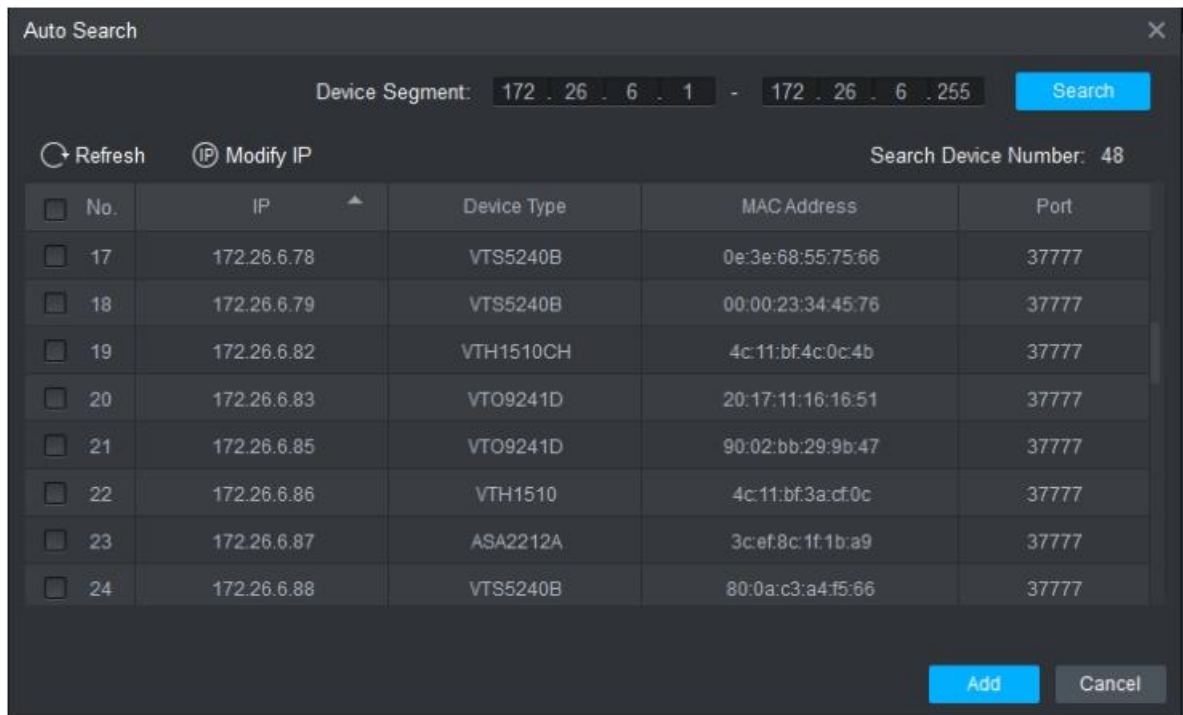 Auto Search
Device Segment: 172 . 26 . 6 . 1 - 172 . 26 . 6 . 255 Search
Refresh IP Modify IP Search Device Number: 48
No. IP Device Type MAC Address Port
17 172.26.6.78 VTS5240B 0e:3e:68:55:75:66 37777
18 172.26.6.79 VTS5240B 00:00:23:34:45:76 37777
19 172.26.6.82 VTH1510CH 4c:11:bf:4c:0c:4b 37777
20 172.26.6.83 VTO9241D 20:17:11:16:16:51 37777
21 172.26.6.85 VTO9241D 90:02:bb:29:9b:47 37777
22 172.26.6.86 VTH1510 4c:11:bf:3a:cf:0c 37777
23 172.26.6.87 ASA2212A 3c:ef:8c:1f:1b:a9 37777
24 172.26.6.88 VTS5240B 80:0a:c3:a4:f5:66 37777
Add Cancel